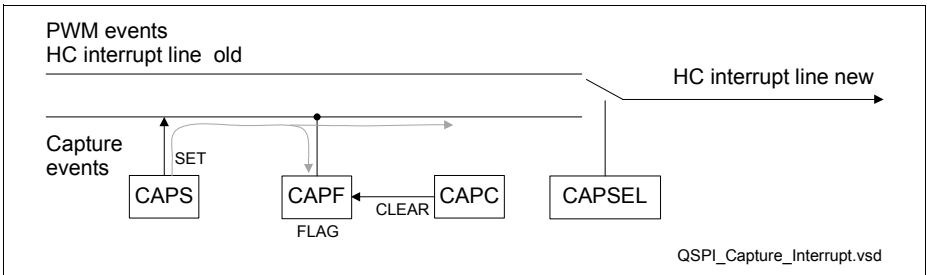 PWM events
HC interrupt line old
HC interrupt line new
Capture
events
SET
CAPS
CAPF
CLEAR
CAPC
CAPSEL
FLAG
QSPI_Capture_Interrupt.vsd